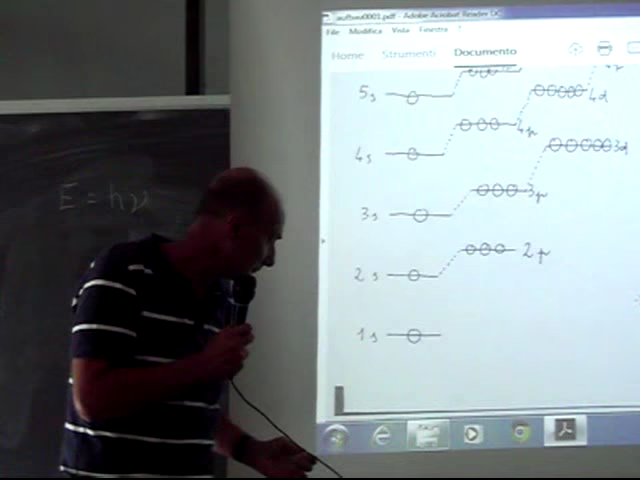 aufbau0001.pdf - Adobe Acrobat Reader DC
File Modifica Vista Finestra ?
Home Strumenti Documento
5s 4d
4s 4p 3d
3s 3p
2s 2p
1s
E = hν